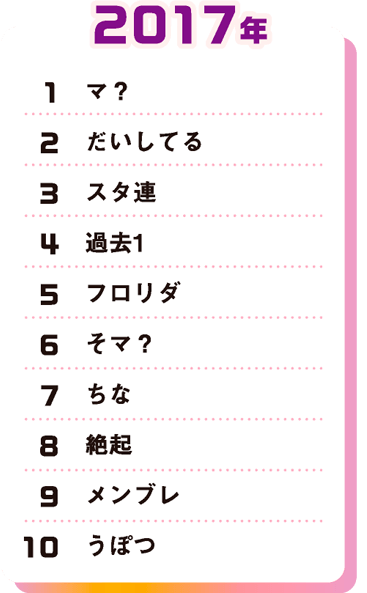 2017年
1 マ？
2 だいしてる
3 スタ連
4 過去1
5 フロリダ
6 そマ？
7 ちな
8 絶起
9 メンブレ
10 うぽつ